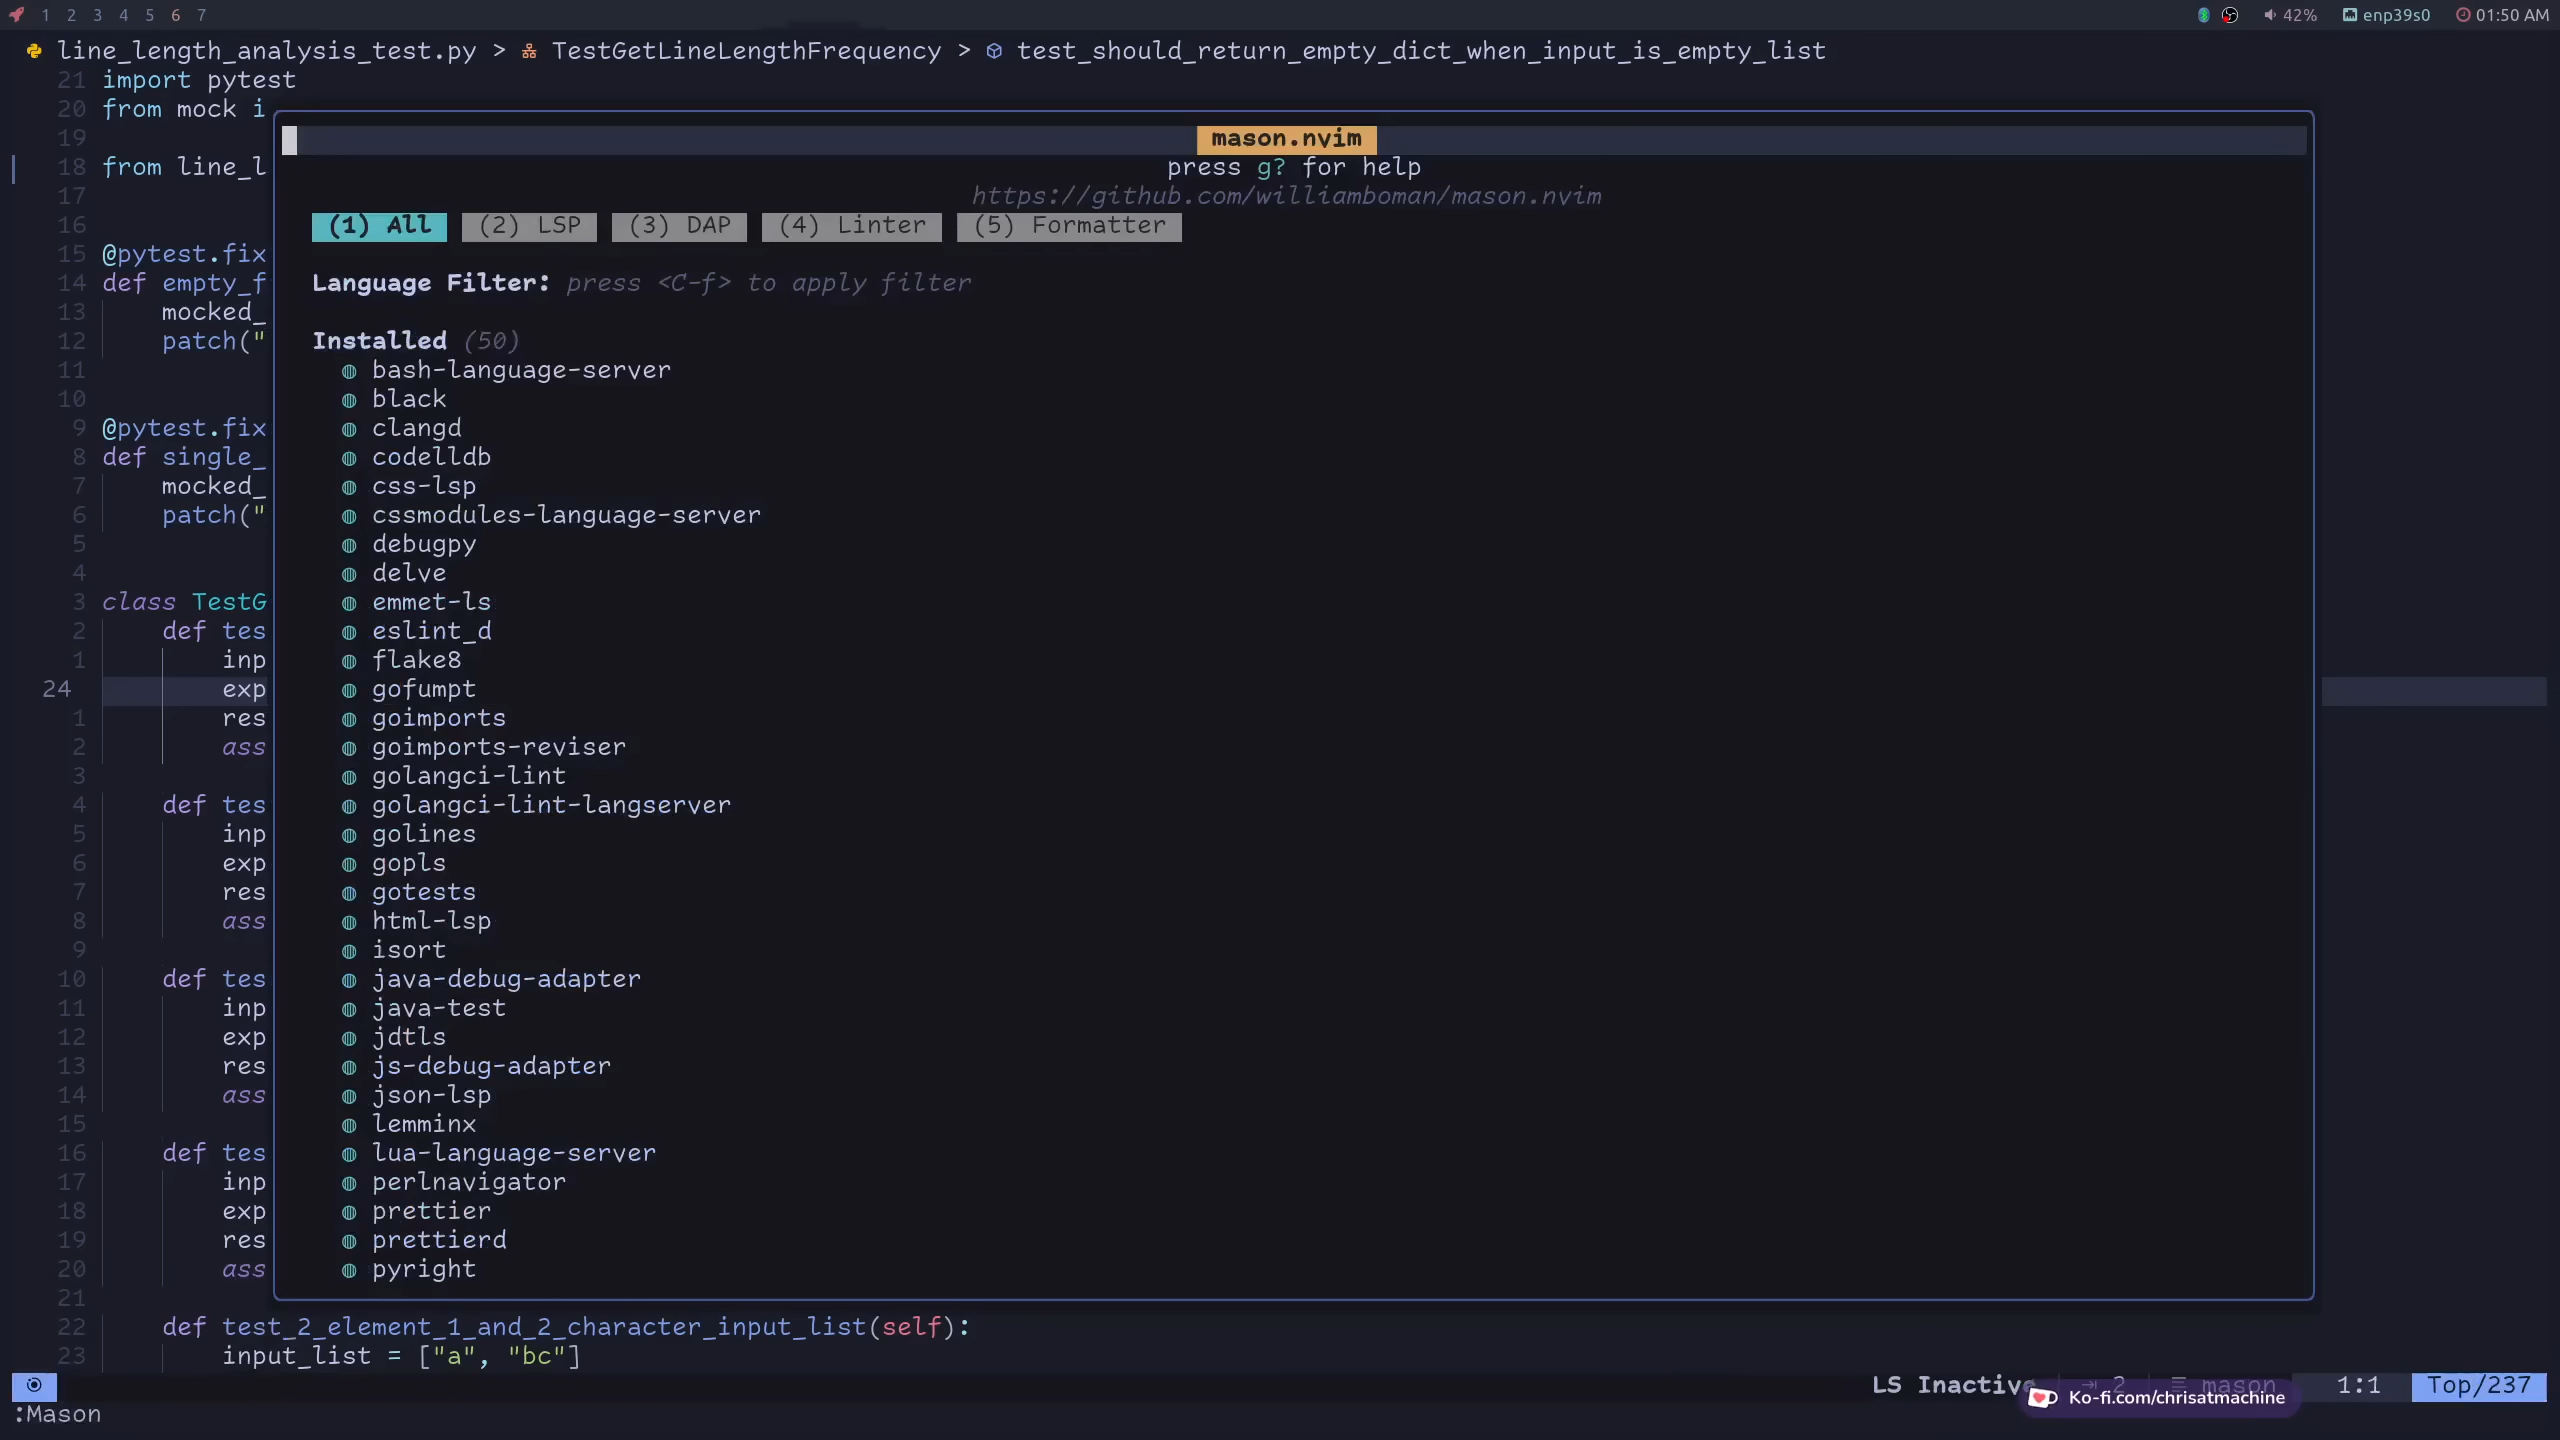 1 2 3 4 5 6 7 42% enp39s0 01:50 AM
line_length_analysis_test.py > TestGetLineLengthFrequency > test_should_return_empty_dict_when_input_is_empty_list
21 import pytest
20 from mock i
19 mason.nvim
18 from line_l press g? for help
17 https://github.com/williamboman/mason.nvim
16 (1) All (2) LSP (3) DAP (4) Linter (5) Formatter
15 @pytest.fix
14 def empty_f Language Filter: press <C-f> to apply filter
13 mocked_
12 patch(" Installed (50)
11 bash-language-server
10 black
9 @pytest.fix clangd
8 def single_ codelldb
7 mocked_ css-lsp
6 patch(" cssmodules-language-server
5 debugpy
4 delve
3 class TestG emmet-ls
2 def tes eslint_d
1 inp flake8
24 exp gofumpt
1 res goimports
2 ass goimports-reviser
3 golangci-lint
4 def tes golangci-lint-langserver
5 inp golines
6 exp gopls
7 res gotests
8 ass html-lsp
9 isort
10 def tes java-debug-adapter
11 inp java-test
12 exp jdtls
13 res js-debug-adapter
14 ass json-lsp
15 lemminx
16 def tes lua-language-server
17 inp perlnavigator
18 exp prettier
19 res prettierd
20 ass pyright
21
22 def test_2_element_1_and_2_character_input_list(self):
23 input_list = ["a", "bc"]
LS Inactive 2 mason 1:1 Top/237
Ko-fi.com/chrisatmachine
:Mason